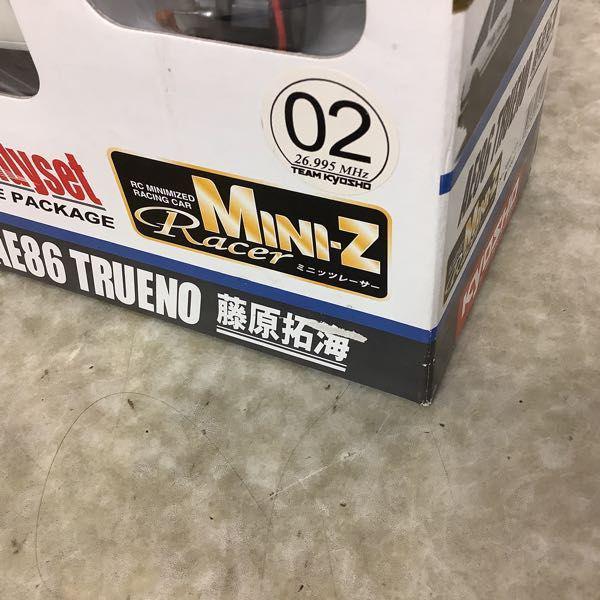 02
26.995 MHz
TEAM KYOSHO
PACKAGE
RC MINIMIZED
RACING CAR
MINI-Z
Racer
ミニッツレーサー
AE86 TRUENO 藤原拓海
KYOSHO